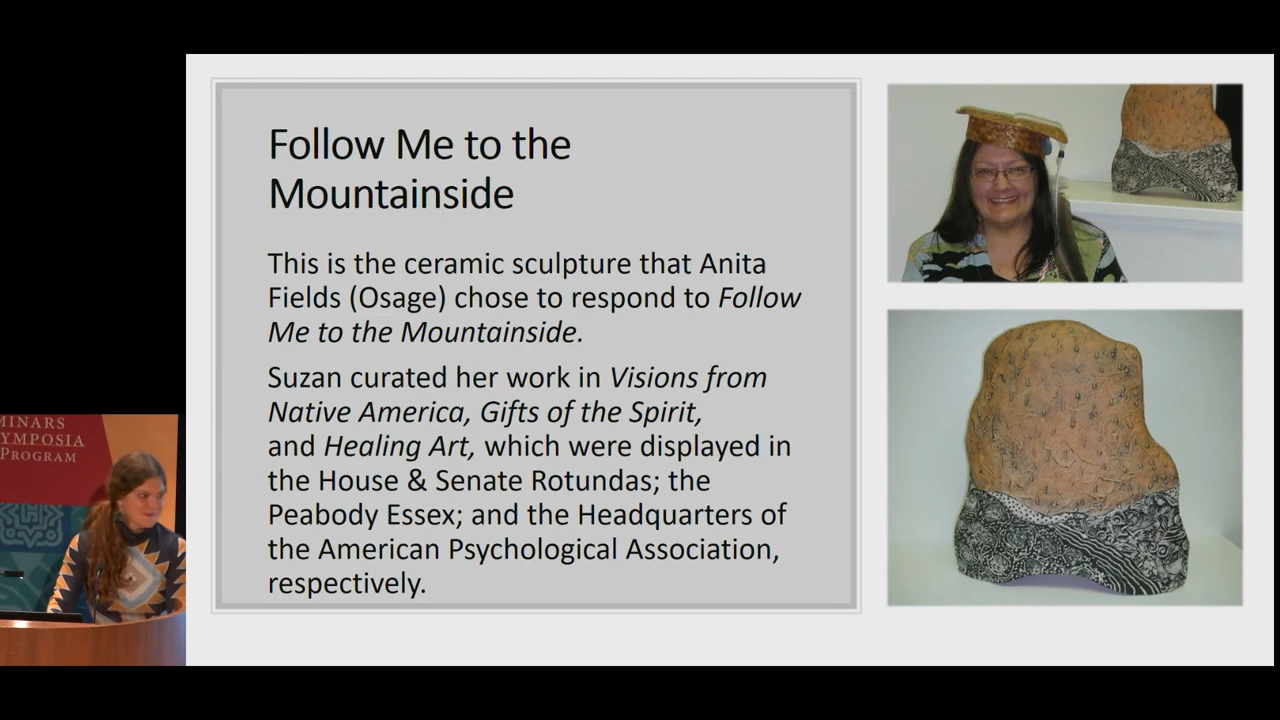 Follow Me to the
Mountainside
This is the ceramic sculpture that Anita
Fields (Osage) chose to respond to Follow
Me to the Mountainside.
Suzan curated her work in Visions from
Native America, Gifts of the Spirit,
and Healing Art, which were displayed in
the House & Senate Rotundas; the
Peabody Essex; and the Headquarters of
the American Psychological Association,
respectively.
MINARS
YMPOSIA
PROGRAM